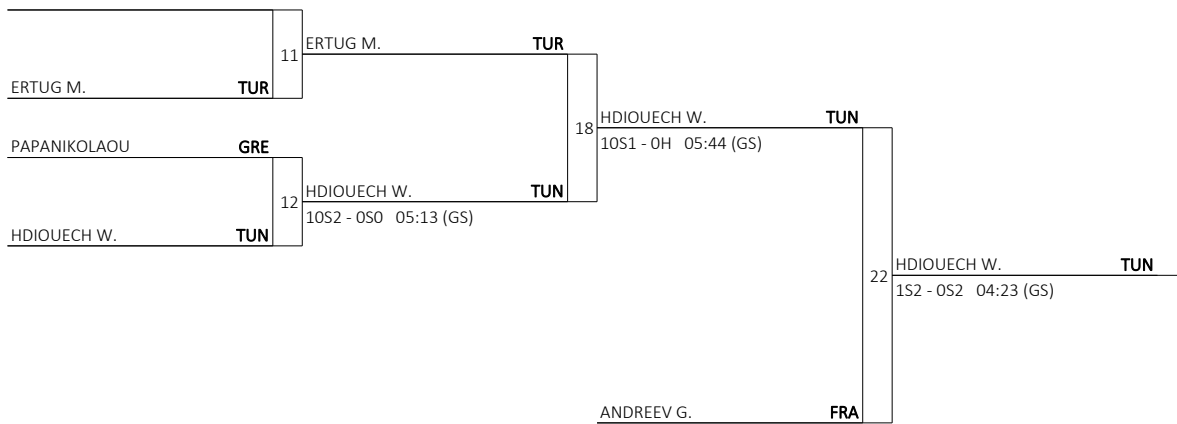 11
ERTUG M. TUR
ERTUG M. TUR
PAPANIKOLAOU GRE
12
HDIOUECH W. TUN
10S2 - 0S0 05:13 (GS)
HDIOUECH W. TUN
18
HDIOUECH W. TUN
10S1 - 0H 05:44 (GS)
22
HDIOUECH W. TUN
1S2 - 0S2 04:23 (GS)
ANDREEV G. FRA